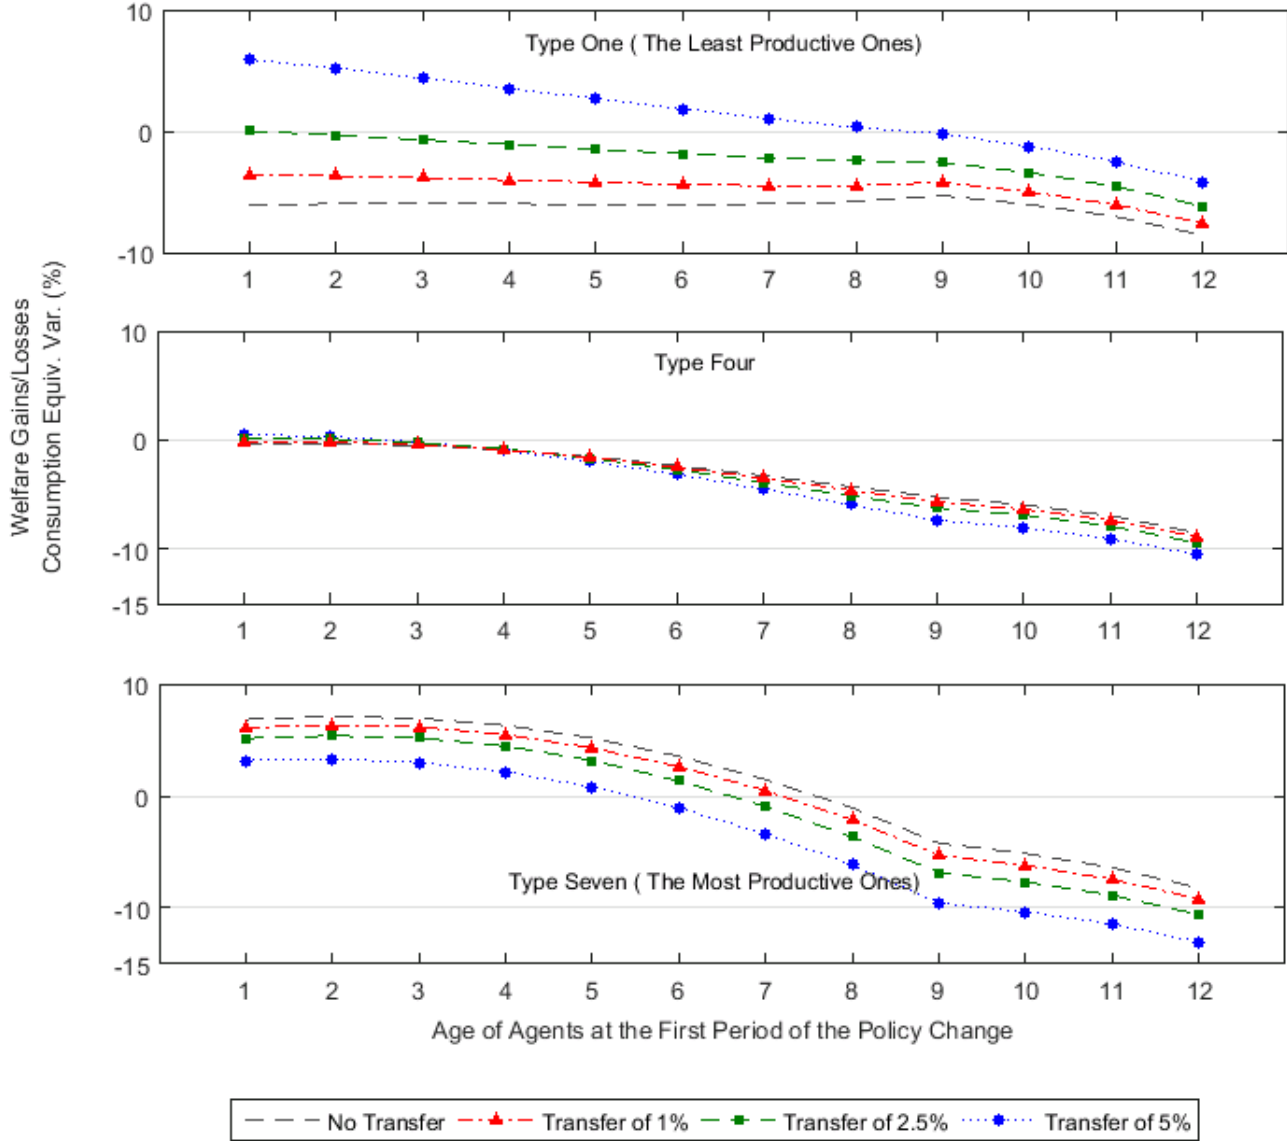 Welfare Gains/Losses
Consumption Equiv. Var. (%)
10
0
-10
Type One ( The Least Productive Ones)
1 2 3 4 5 6 7 8 9 10 11 12
10
0
-10
-15
Type Four
1 2 3 4 5 6 7 8 9 10 11 12
10
0
-10
-15
Type Seven ( The Most Productive Ones)
1 2 3 4 5 6 7 8 9 10 11 12
Age of Agents at the First Period of the Policy Change
No Transfer Transfer of 1% Transfer of 2.5% Transfer of 5%